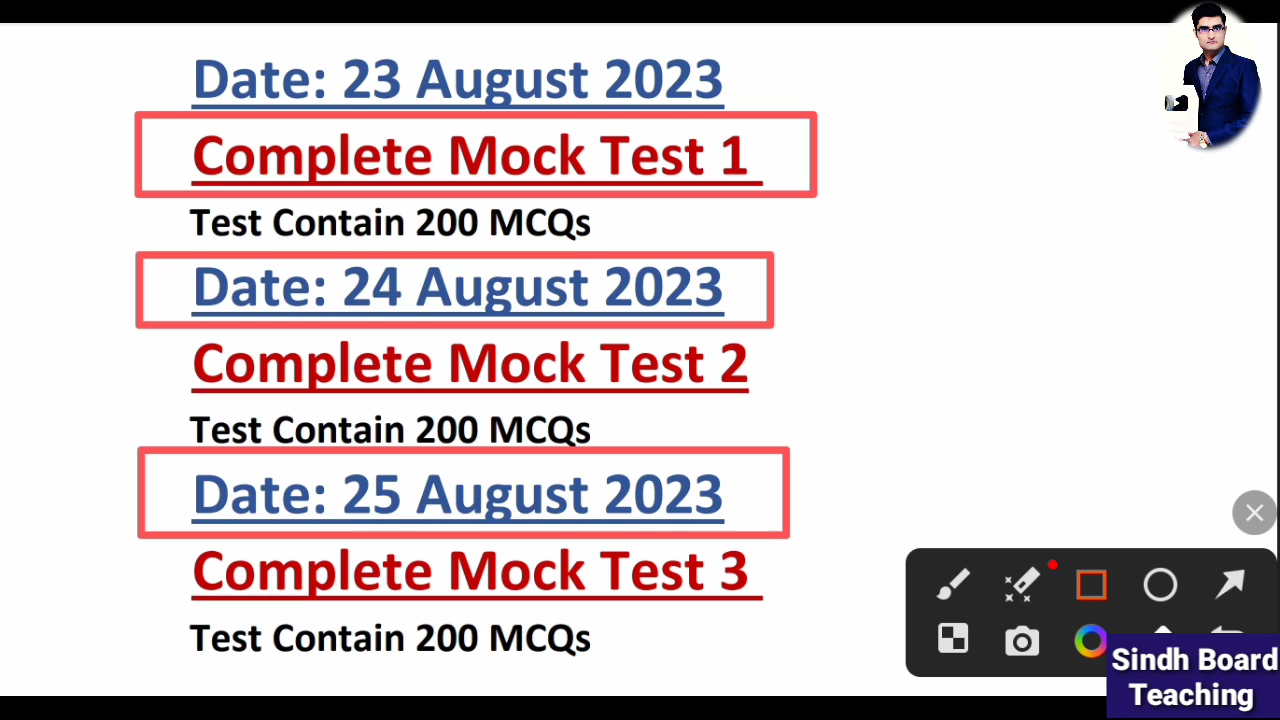 Date: 23 August 2023
Complete Mock Test 1
Test Contain 200 MCQs
Date: 24 August 2023
Complete Mock Test 2
Test Contain 200 MCQs
Date: 25 August 2023
Complete Mock Test 3
Test Contain 200 MCQs
Sindh Board
Teaching